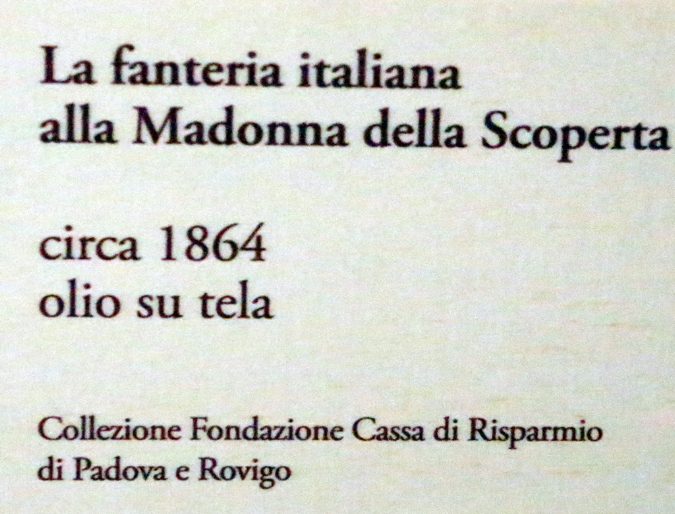 La fanteria italiana
alla Madonna della Scoperta
circa 1864
olio su tela
Collezione Fondazione Cassa di Risparmio
di Padova e Rovigo